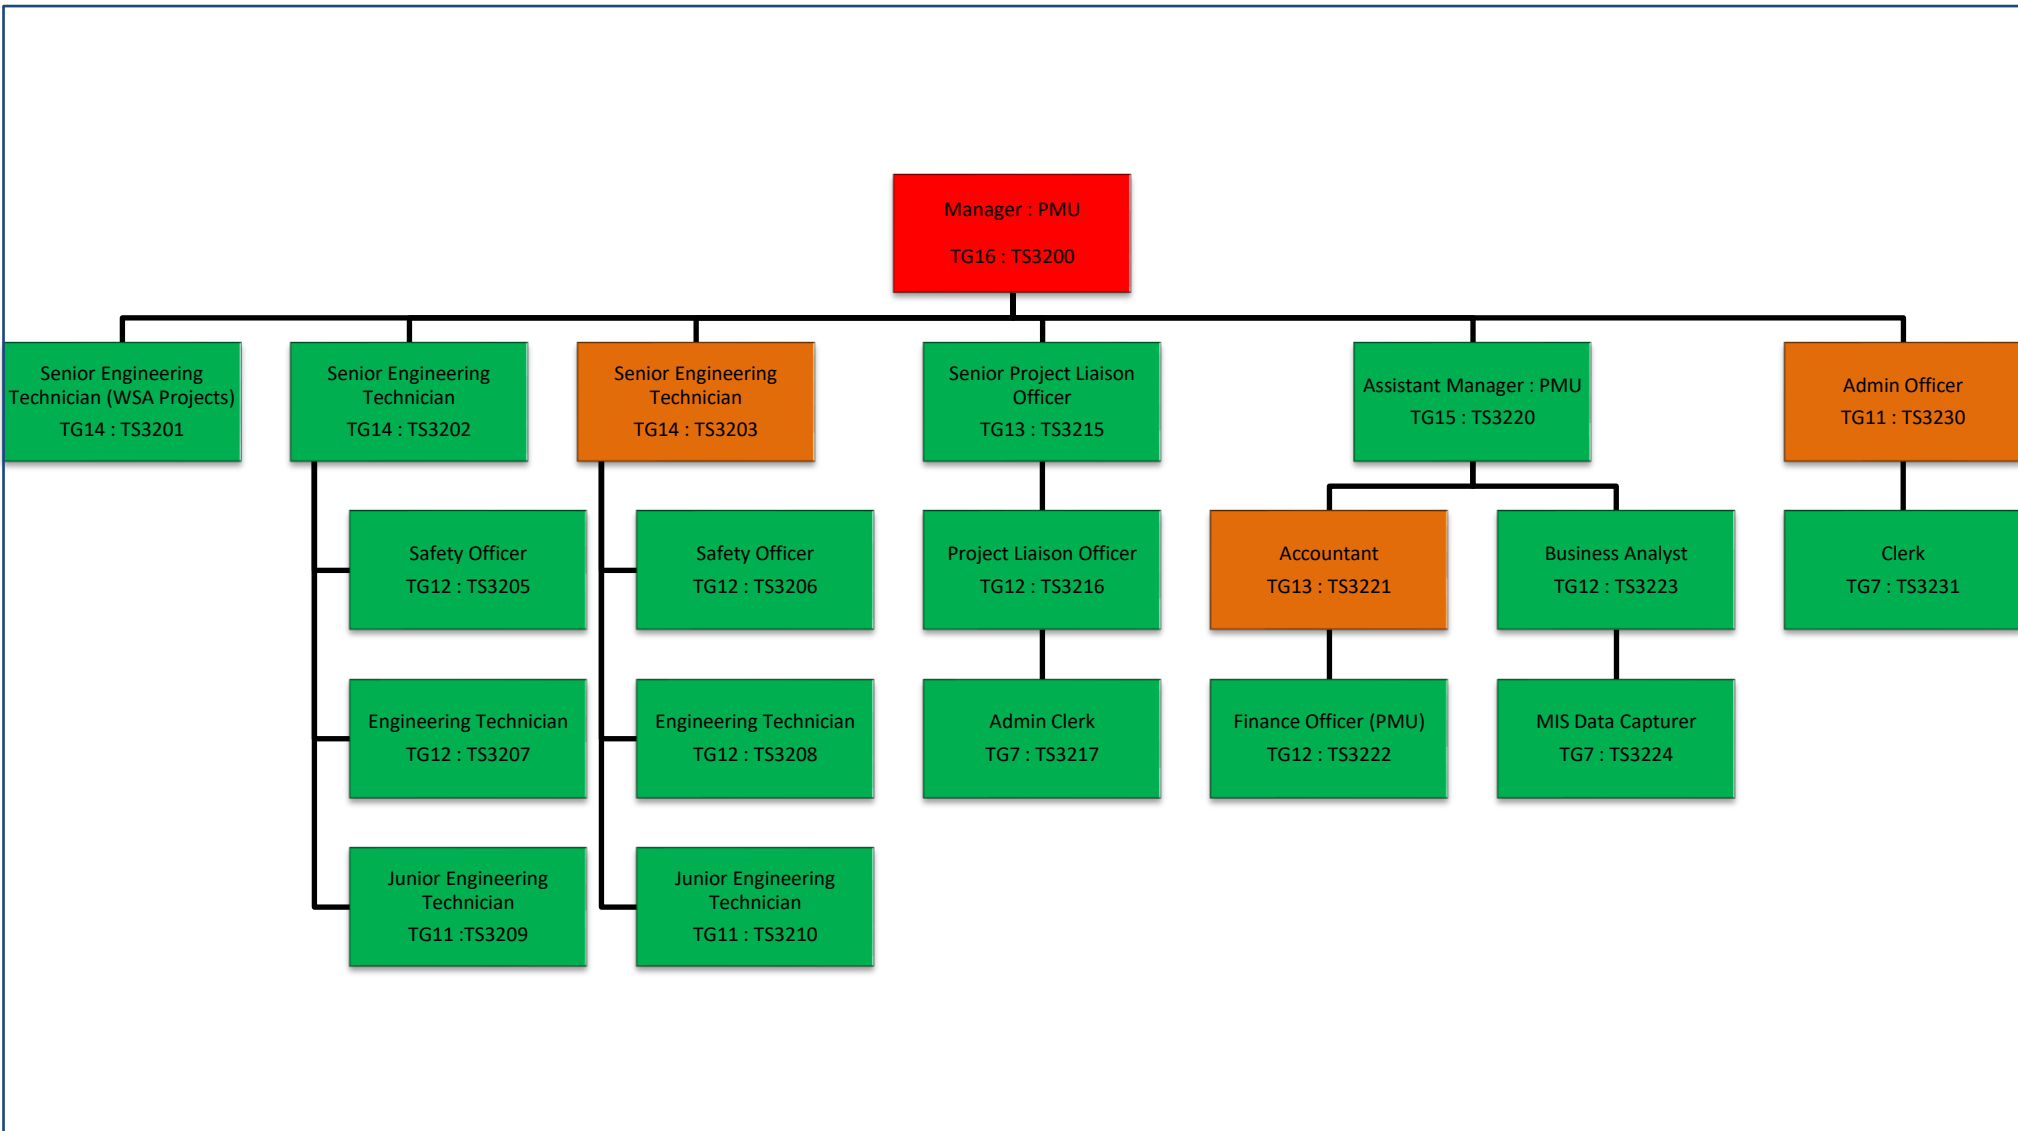 Manager : PMU
TG16 : TS3200
Senior Engineering
Technician (WSA Projects)
TG14 : TS3201
Senior Engineering
Technician
TG14 : TS3202
Senior Engineering
Technician
TG14 : TS3203
Senior Project Liaison
Officer
TG13 : TS3215
Assistant Manager : PMU
TG15 : TS3220
Admin Officer
TG11 : TS3230
Safety Officer
TG12 : TS3205
Safety Officer
TG12 : TS3206
Project Liaison Officer
TG12 : TS3216
Accountant
TG13 : TS3221
Business Analyst
TG12 : TS3223
Clerk
TG7 : TS3231
Engineering Technician
TG12 : TS3207
Engineering Technician
TG12 : TS3208
Admin Clerk
TG7 : TS3217
Finance Officer (PMU)
TG12 : TS3222
MIS Data Capturer
TG7 : TS3224
Junior Engineering
Technician
TG11 :TS3209
Junior Engineering
Technician
TG11 : TS3210